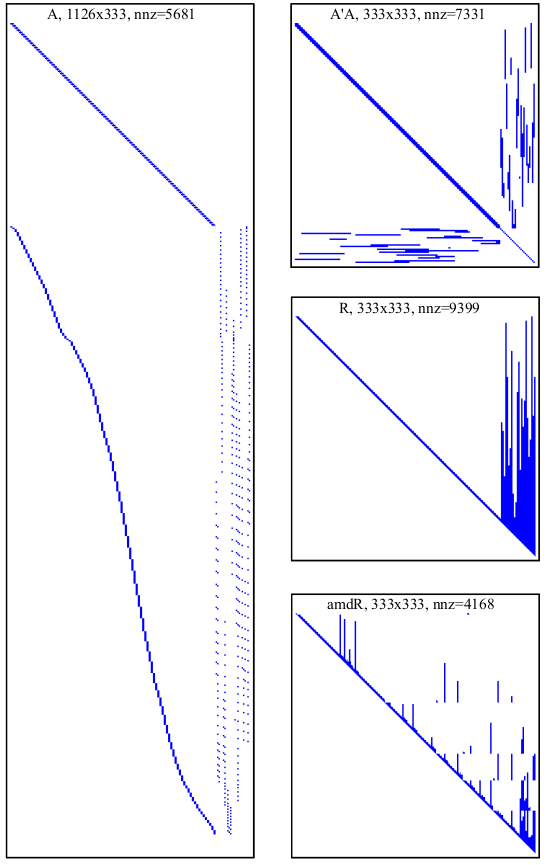 A, 1126x333, nnz=5681
A'A, 333x333, nnz=7331
R, 333x333, nnz=9399
amdR, 333x333, nnz=4168